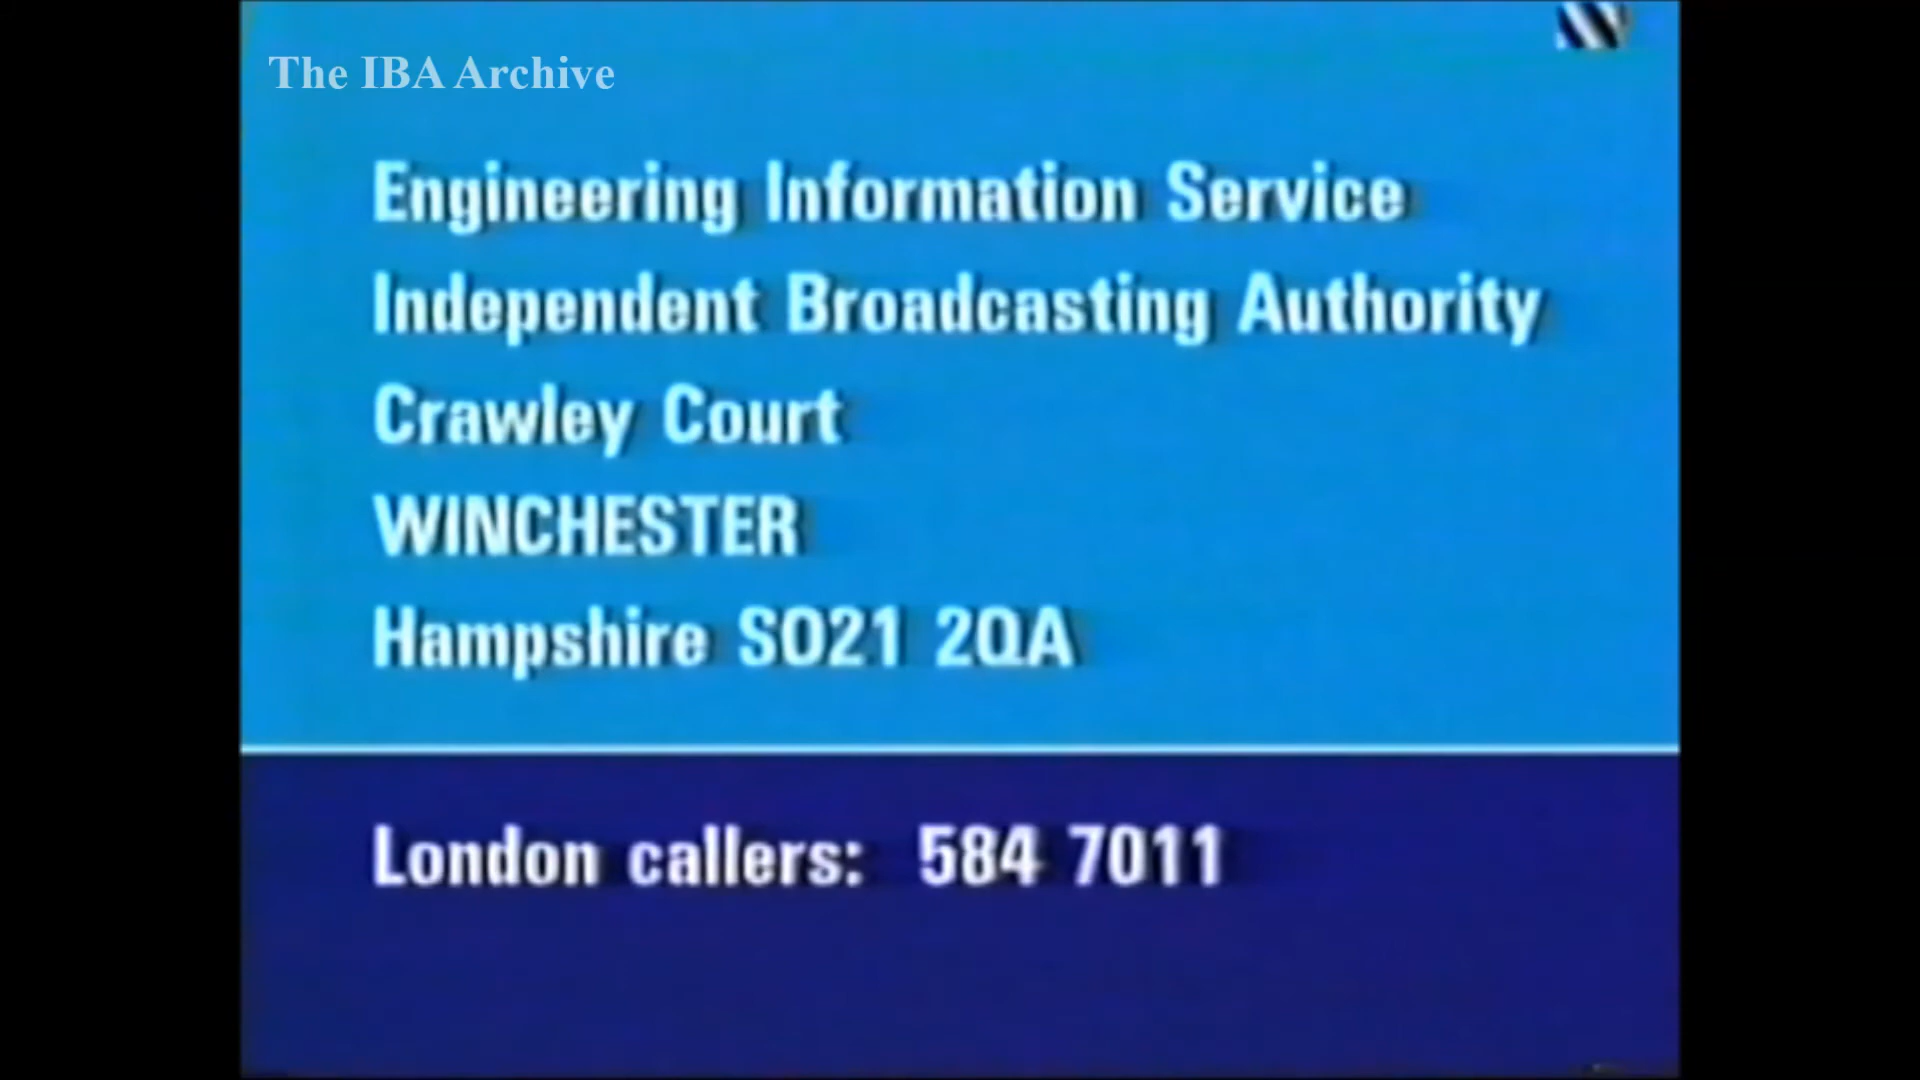 The IBA Archive
Engineering Information Service
Independent Broadcasting Authority
Crawley Court
WINCHESTER
Hampshire SO21 2QA
London callers: 584 7011